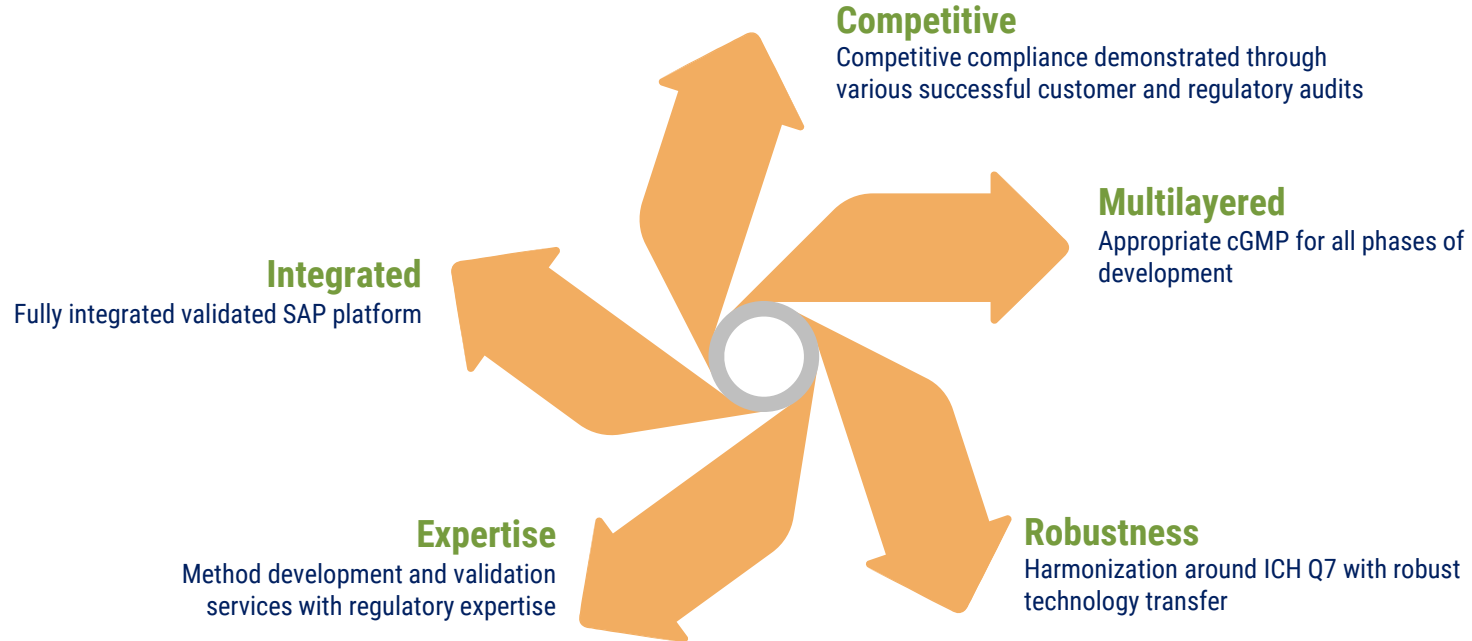 Competitive
Competitive compliance demonstrated through
various successful customer and regulatory audits
Multilayered
Appropriate cGMP for all phases of
development
Integrated
Fully integrated validated SAP platform
Expertise
Method development and validation
services with regulatory expertise
Robustness
Harmonization around ICH Q7 with robust
technology transfer